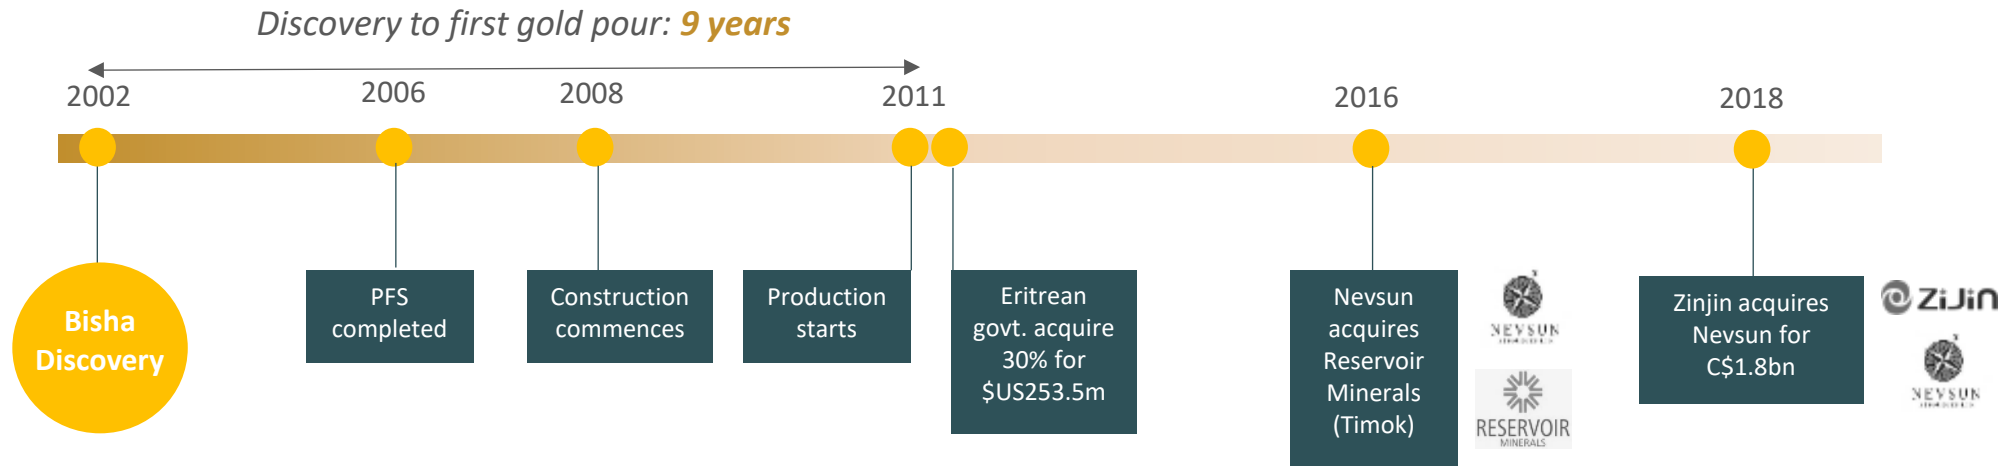 Discovery to first gold pour: 9 years
2002
2006
2008
2011
2016
2018
Bisha
Discovery
PFS
completed
Construction
commences
Production
starts
Eritrean
govt. acquire
30% for
$US253.5m
Nevsun
acquires
Reservoir
Minerals
(Timok)
NEVSUN
RESERVOIR
MINERALS
Zinjin acquires
Nevsun for
C$1.8bn
ZiJin
NEVSUN